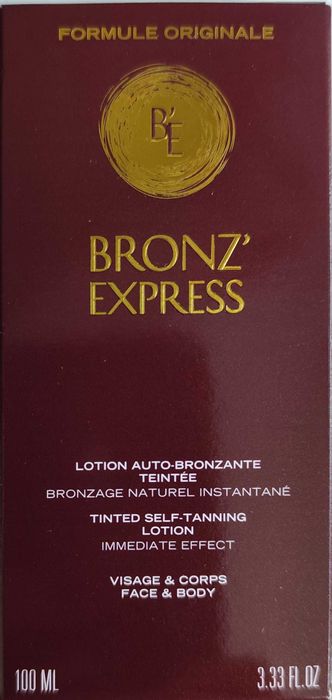 FORMULE ORIGINALE
B'E
BRONZ'
EXPRESS
LOTION AUTO-BRONZANTE
TEINTÉE
BRONZAGE NATUREL INSTANTANÉ
TINTED SELF-TANNING
LOTION
IMMEDIATE EFFECT
VISAGE & CORPS
FACE & BODY
100 ML 3.33 FL.OZ